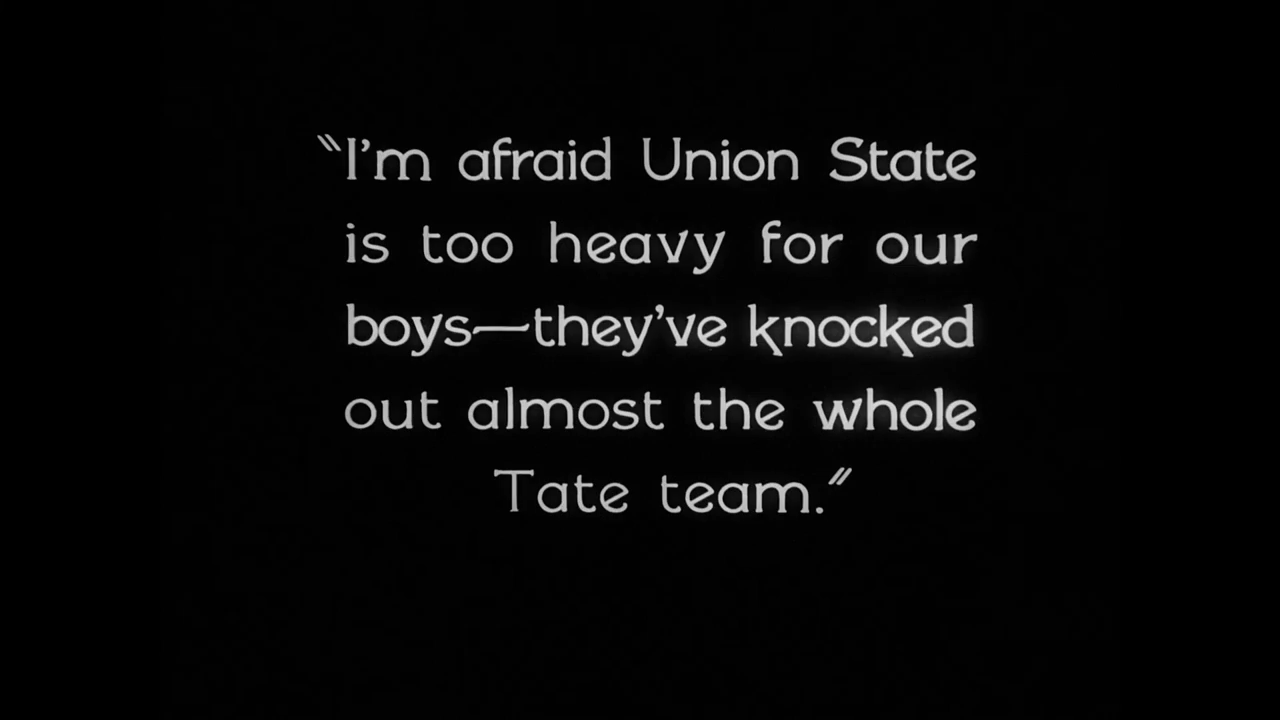 “I’m afraid Union State
is too heavy for our
boys—they’ve knocked
out almost the whole
Tate team.”